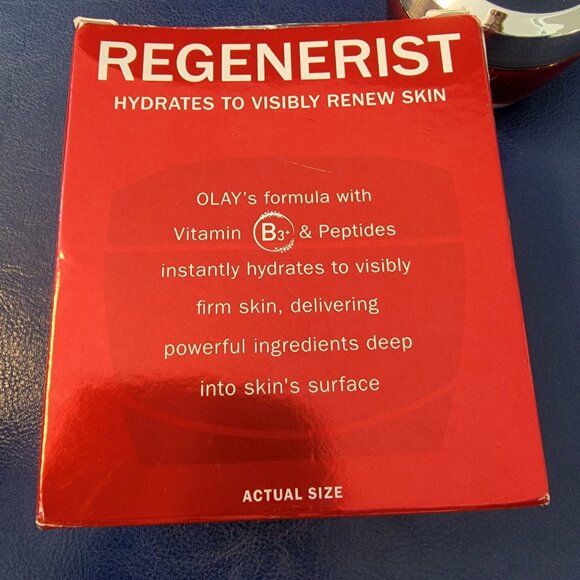 REGENERIST
HYDRATES TO VISIBLY RENEW SKIN
OLAY's formula with
Vitamin B3+ & Peptides
instantly hydrates to visibly
firm skin, delivering
powerful ingredients deep
into skin's surface
ACTUAL SIZE